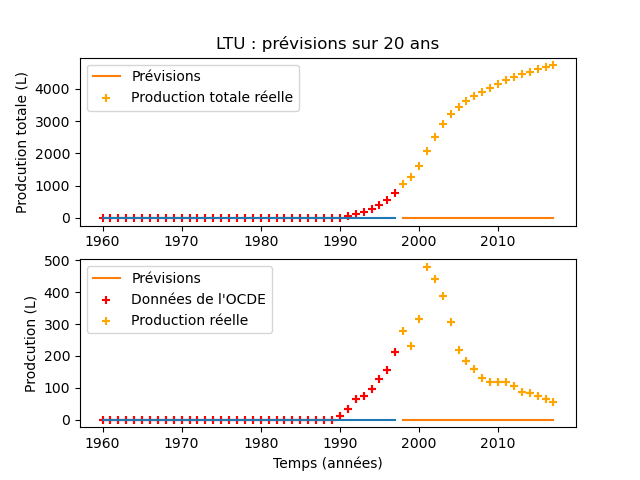 LTU : prévisions sur 20 ans
Prodcution totale (L)
4000
3000
2000
1000
0
Prévisions
Production totale réelle
1960 1970 1980 1990 2000 2010
Prodcution (L)
500
400
300
200
100
0
Prévisions
Données de l'OCDE
Production réelle
1960 1970 1980 1990 2000 2010
Temps (années)